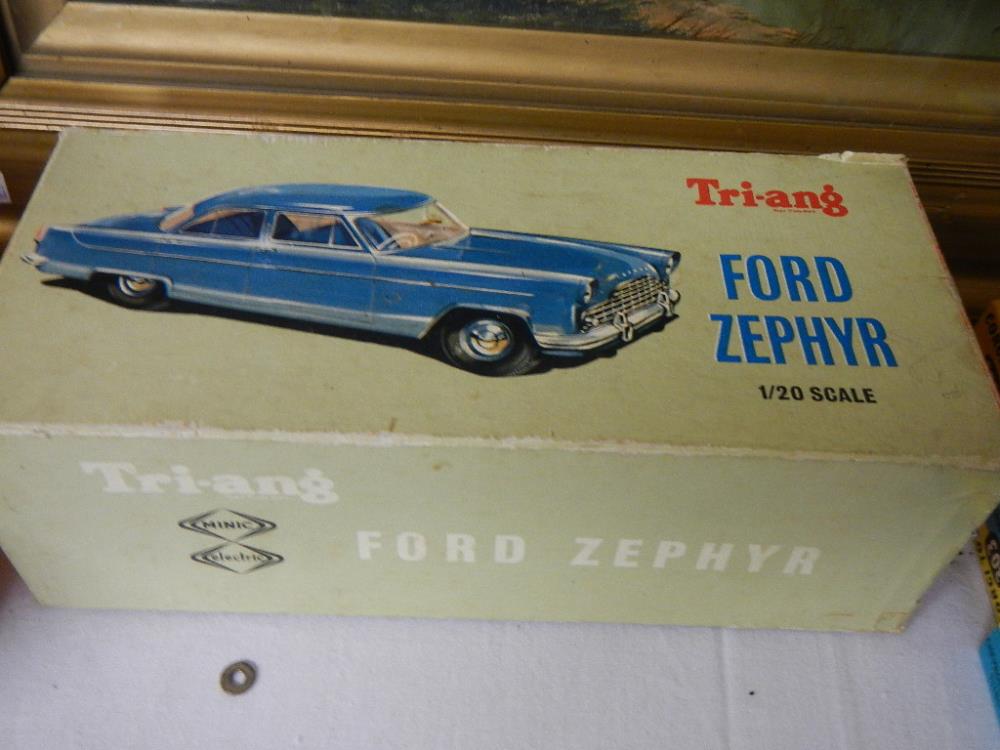 Tri-ang
FORD
ZEPHYR
1/20 SCALE
Tri-ang
MINIC
electric
FORD ZEPHYR